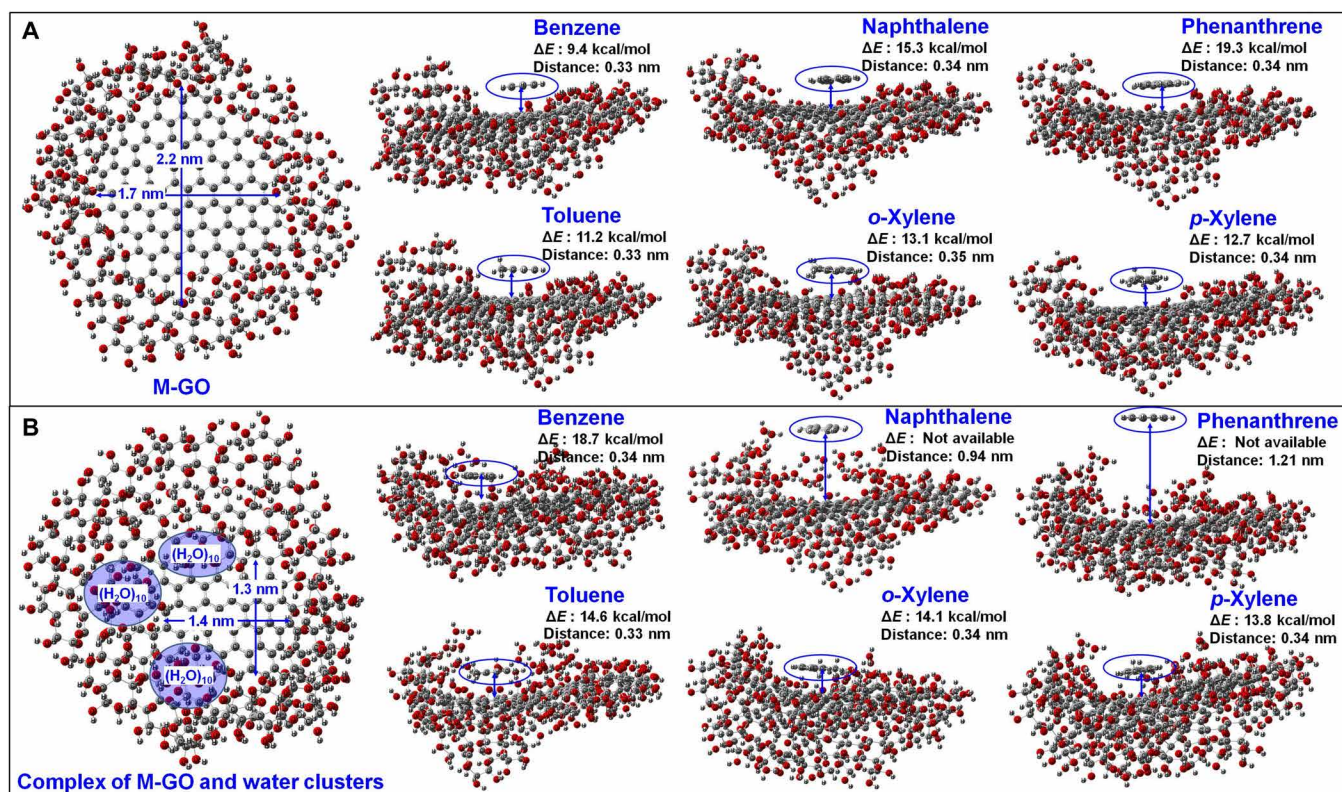 A
2.2 nm
1.7 nm
M-GO
Benzene
ΔE : 9.4 kcal/mol
Distance: 0.33 nm
Naphthalene
ΔE : 15.3 kcal/mol
Distance: 0.34 nm
Phenanthrene
ΔE : 19.3 kcal/mol
Distance: 0.34 nm
Toluene
ΔE : 11.2 kcal/mol
Distance: 0.33 nm
o-Xylene
ΔE : 13.1 kcal/mol
Distance: 0.35 nm
p-Xylene
ΔE : 12.7 kcal/mol
Distance: 0.34 nm
B
(H₂O)₁₀
(H₂O)₁₀
1.3 nm
1.4 nm
(H₂O)₁₀
Complex of M-GO and water clusters
Benzene
ΔE : 18.7 kcal/mol
Distance: 0.34 nm
Naphthalene
ΔE : Not available
Distance: 0.94 nm
Phenanthrene
ΔE : Not available
Distance: 1.21 nm
Toluene
ΔE : 14.6 kcal/mol
Distance: 0.33 nm
o-Xylene
ΔE : 14.1 kcal/mol
Distance: 0.34 nm
p-Xylene
ΔE : 13.8 kcal/mol
Distance: 0.34 nm